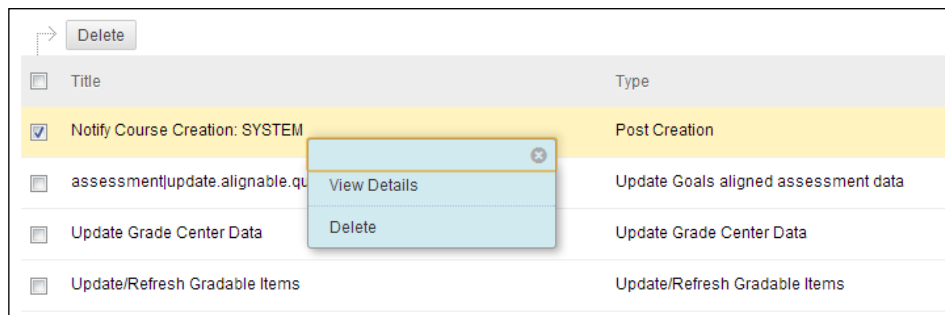 Delete
Title Type
Notify Course Creation: SYSTEM Post Creation
assessment|update.alignable.qu Update Goals aligned assessment data
View Details
Update Grade Center Data Update Grade Center Data
Delete
Update/Refresh Gradable Items Update/Refresh Gradable Items